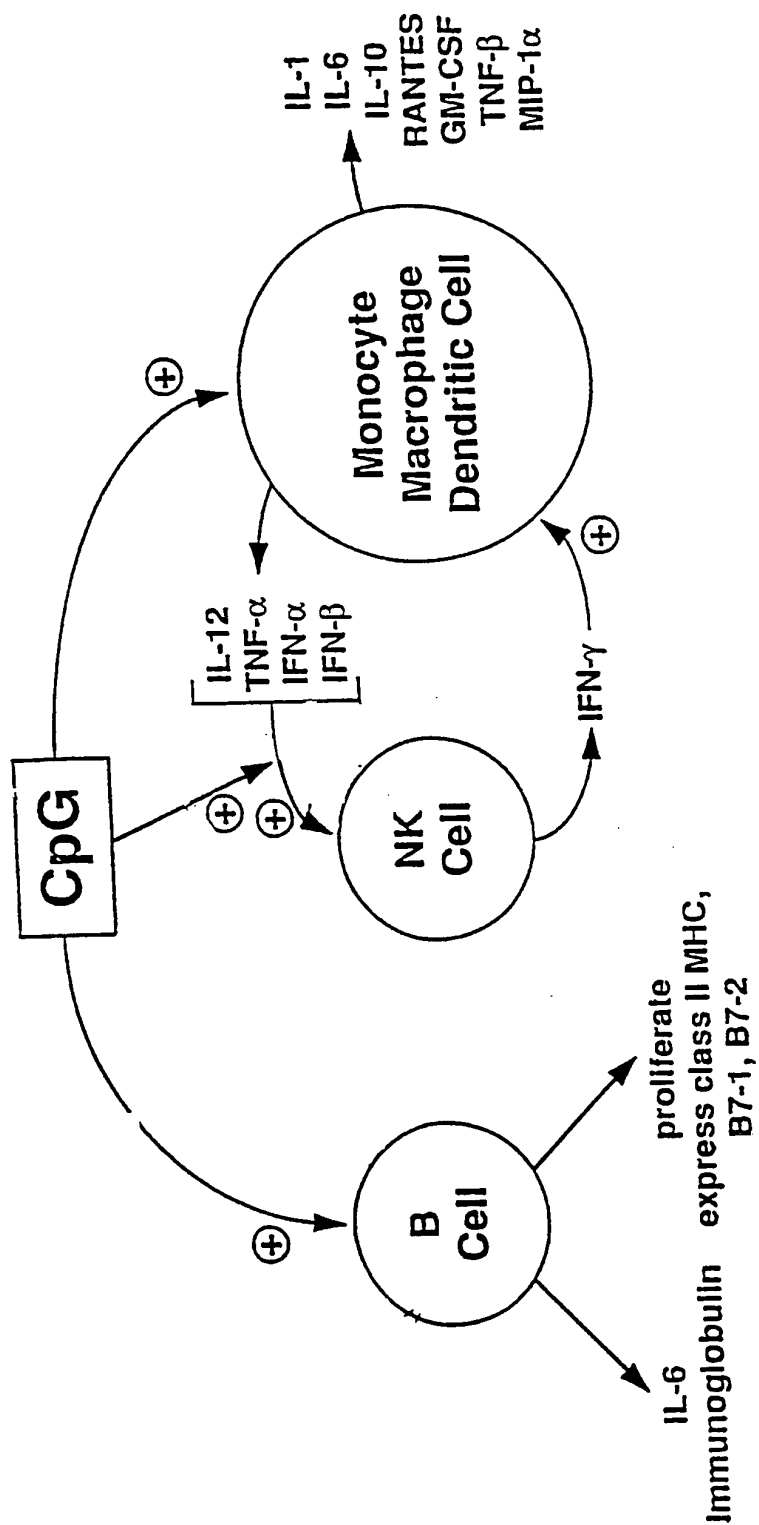 CpG
⊕
⊕
⊕
⊕
IL-12
TNF-α
IFN-α
IFN-β
IL-1
IL-6
IL-10
RANTES
GM-CSF
TNF-β
MIP-1α
B
Cell
NK
Cell
Monocyte
Macrophage
Dendritic Cell
⊕
IFN-γ
IL-6
Immunoglobulin
proliferate
express class II MHC,
B7-1, B7-2